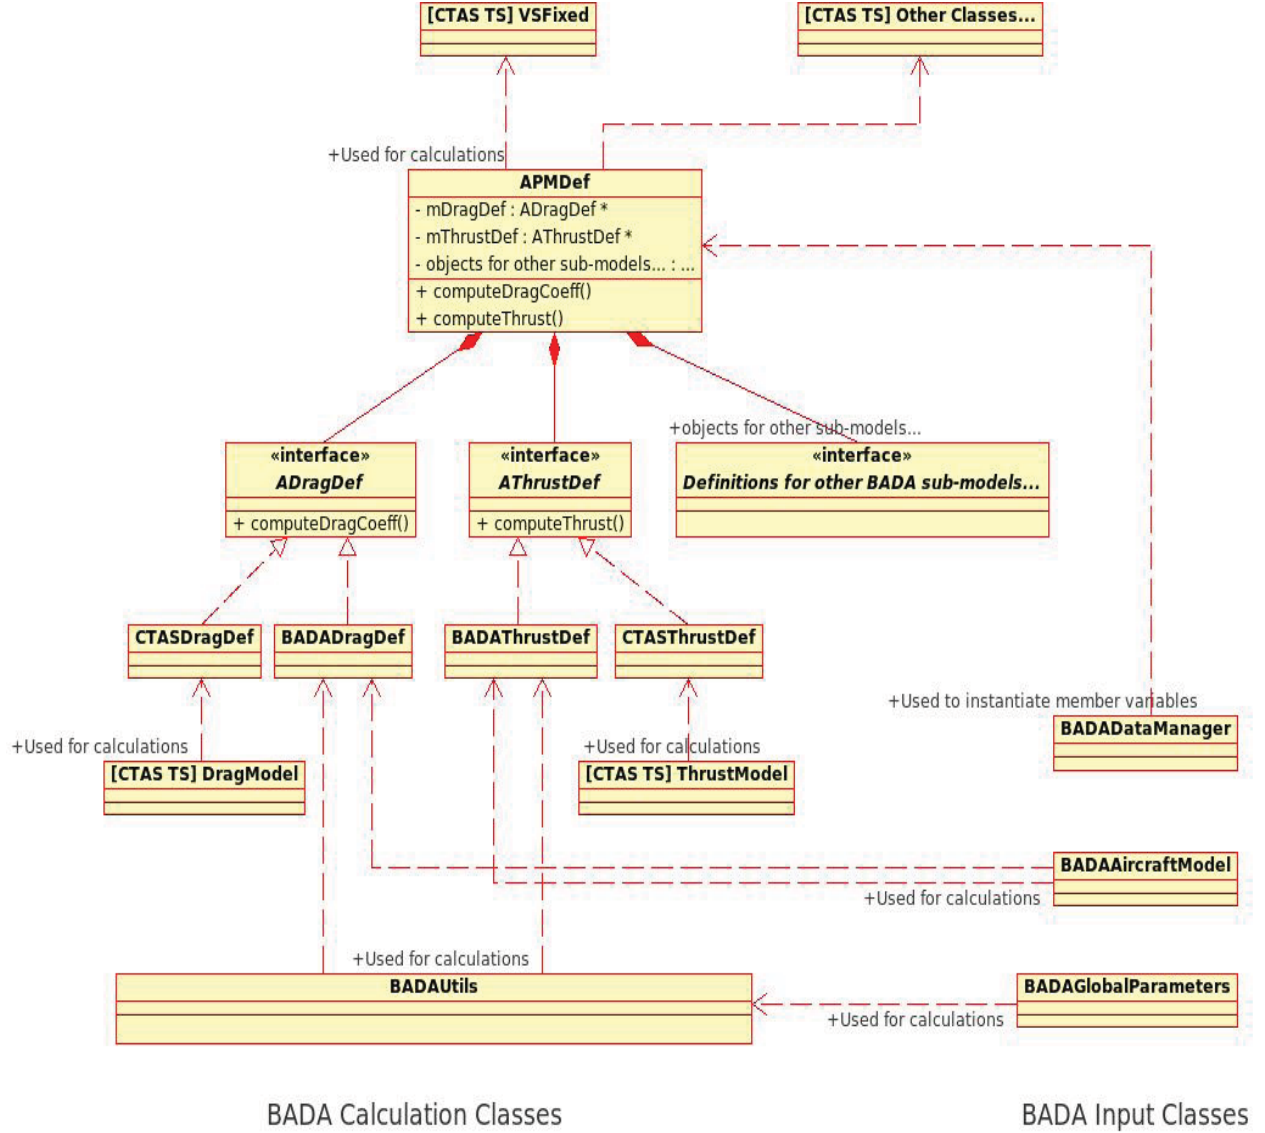 [CTAS TS] VSFixed
[CTAS TS] Other Classes...
+Used for calculations
APMDef
- mDragDef : ADragDef *
- mThrustDef : AThrustDef *
- objects for other sub-models... : ...
+ computeDragCoeff()
+ computeThrust()
+objects for other sub-models...
«interface»
ADragDef
+ computeDragCoeff()
«interface»
AThrustDef
+ computeThrust()
«interface»
Definitions for other BADA sub-models...
CTASDragDef
BADADragDef
BADAThrustDef
CTASThrustDef
+Used to instantiate member variables
BADADataManager
+Used for calculations
[CTAS TS] DragModel
+Used for calculations
[CTAS TS] ThrustModel
BADAAircraftModel
+Used for calculations
+Used for calculations
BADAUtils
BADAGlobalParameters
+Used for calculations
BADA Calculation Classes
BADA Input Classes